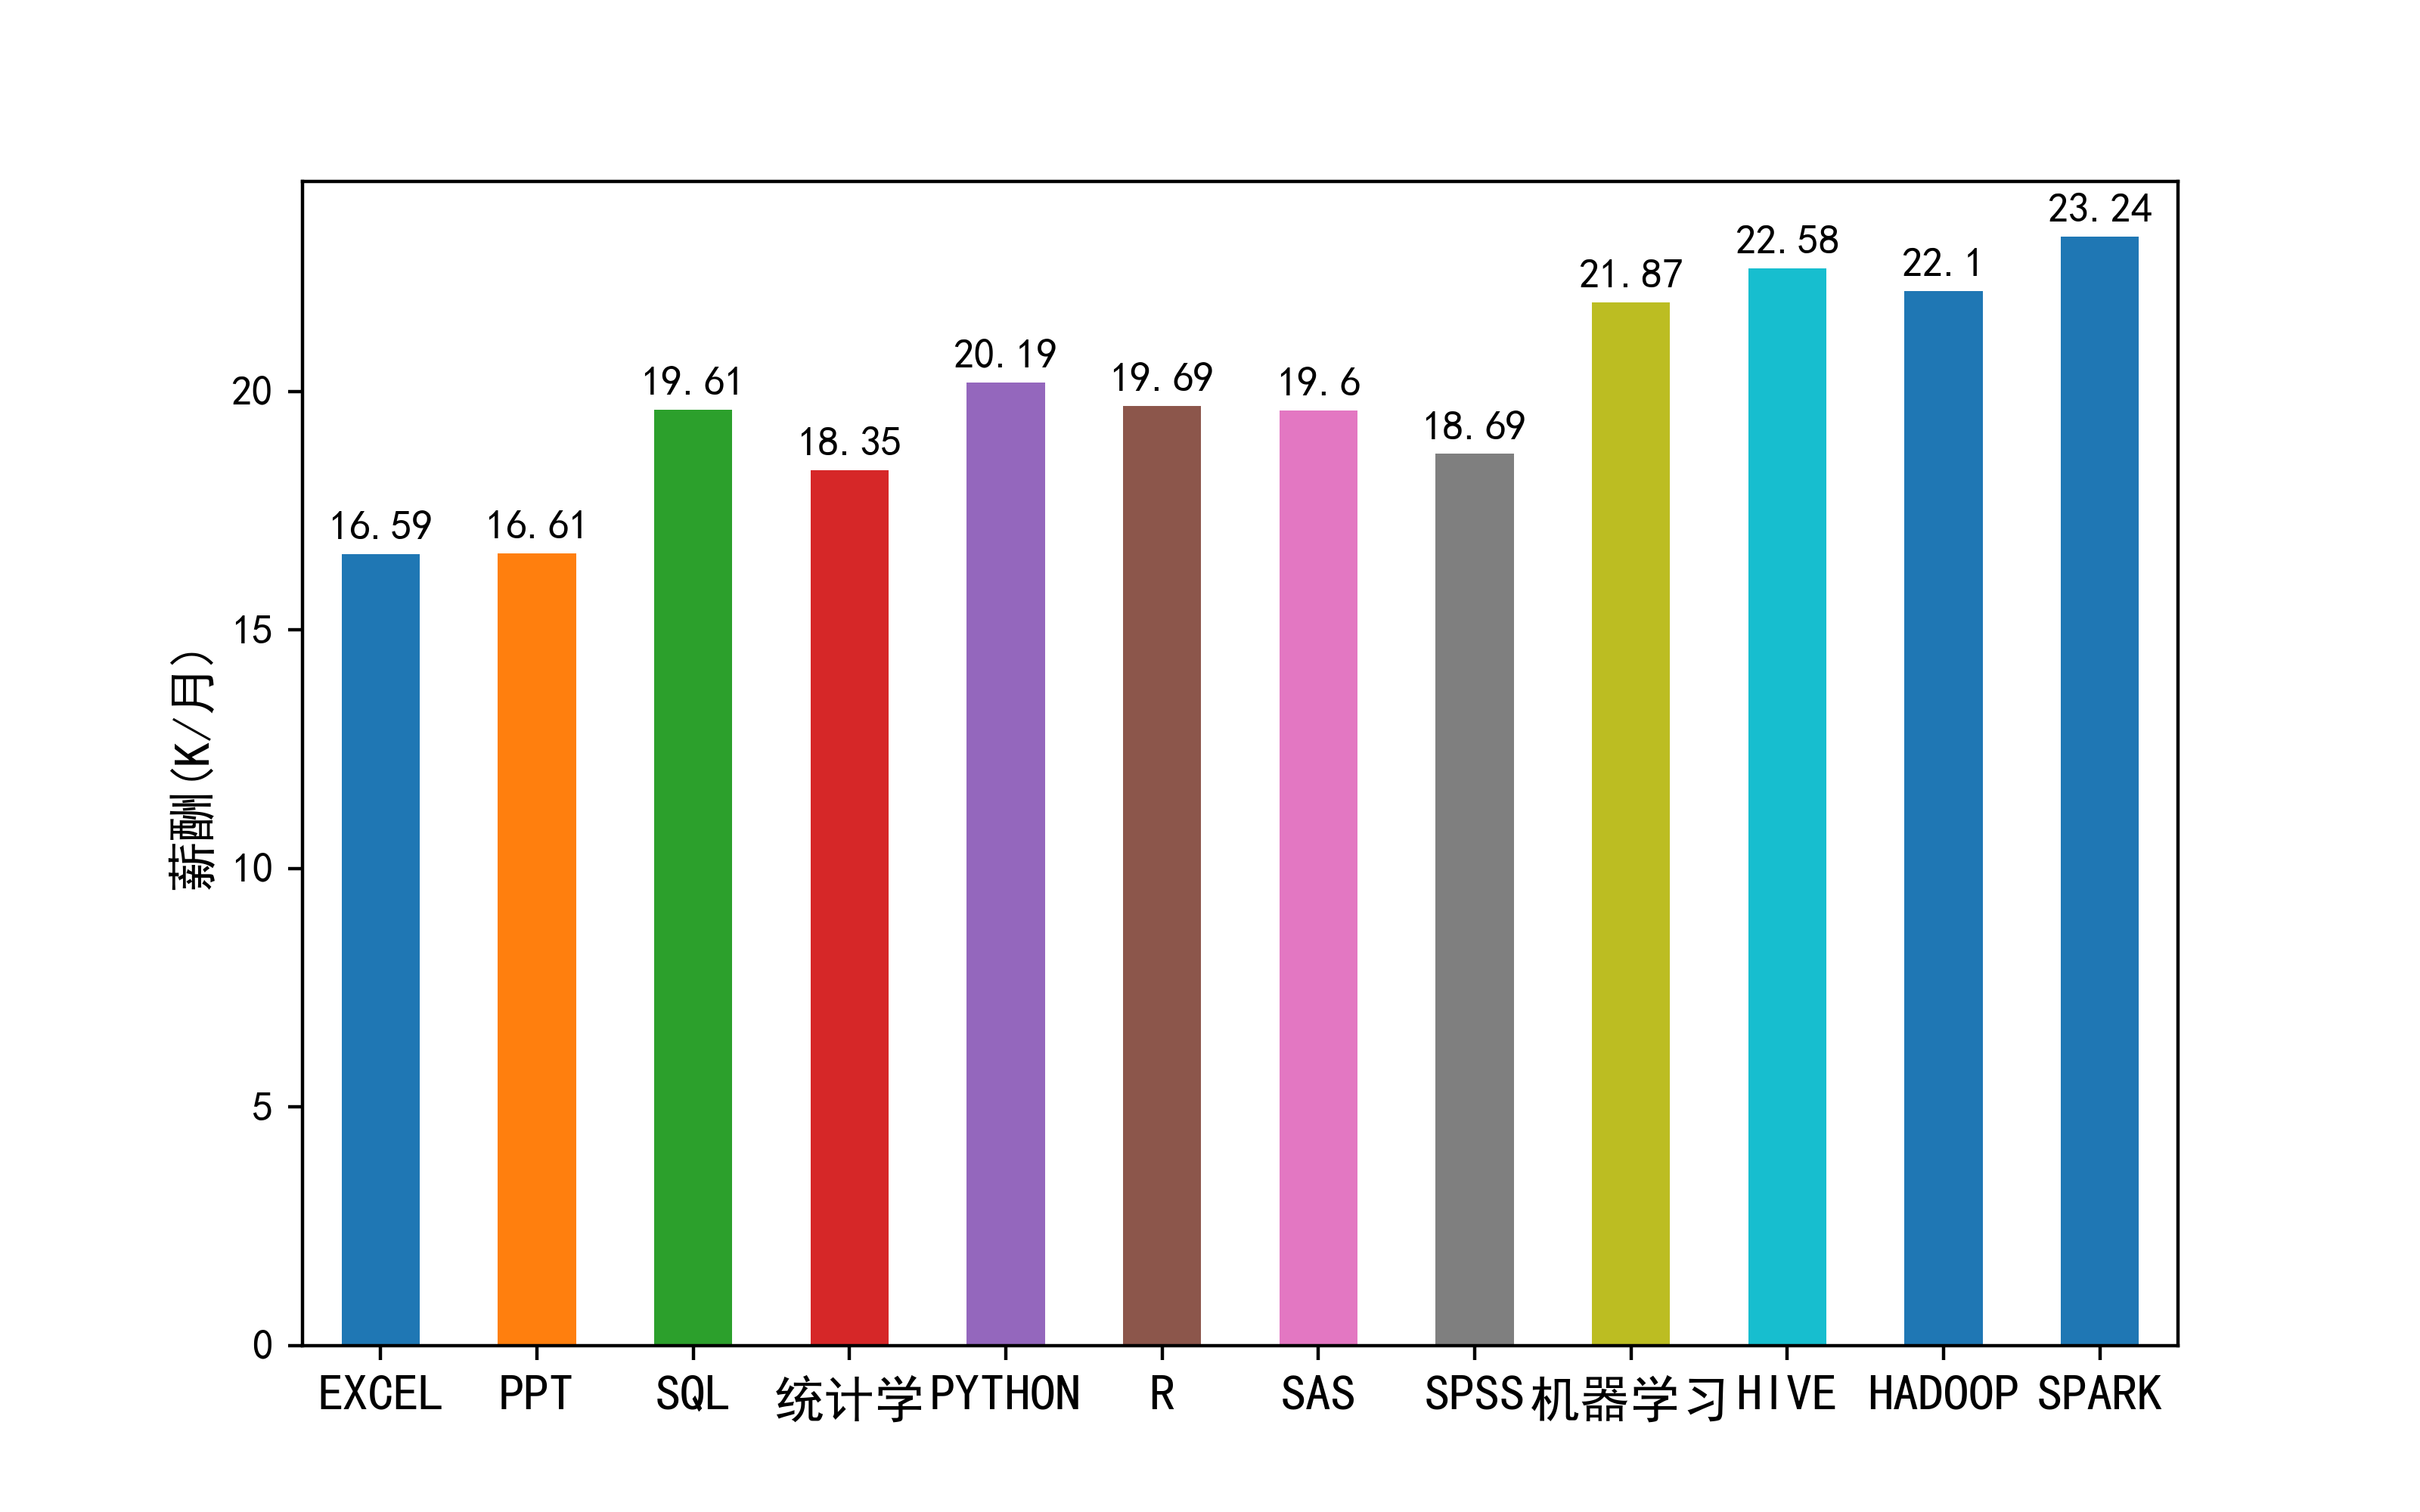 薪酬(K/月)
20
15
10
5
0
16.59
16.61
19.61
18.35
20.19
19.69
19.6
18.69
21.87
22.58
22.1
23.24
EXCEL
PPT
SQL
统计学
PYTHON
R
SAS
SPSS
机器学习
HIVE
HADOOP
SPARK